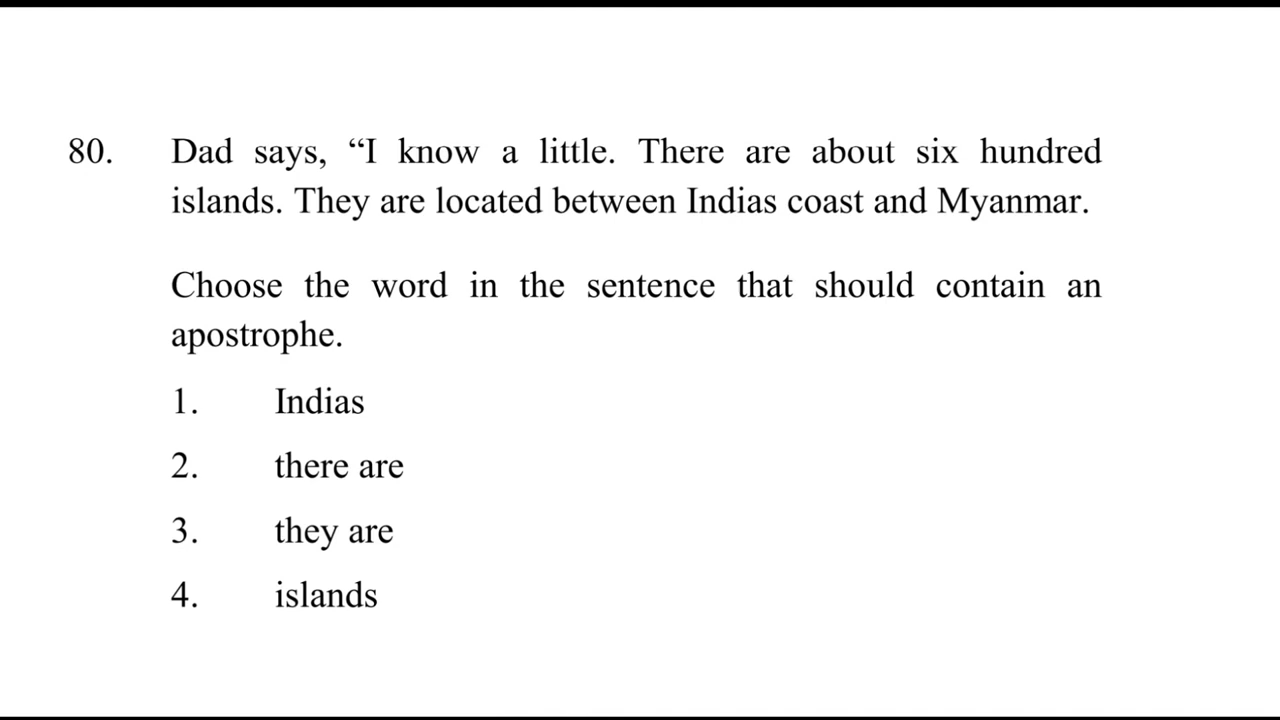 80. Dad says, “I know a little. There are about six hundred
islands. They are located between Indias coast and Myanmar.
Choose the word in the sentence that should contain an
apostrophe.
1. Indias
2. there are
3. they are
4. islands